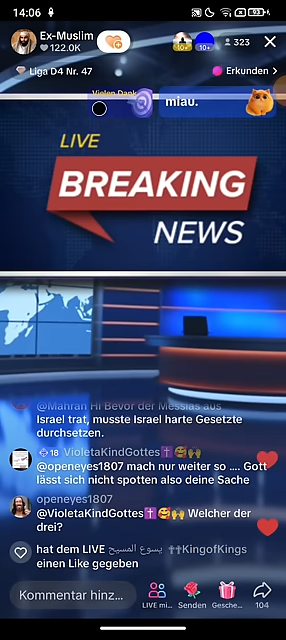 14:06
93
Ex-Muslim
122.0K
10+
10+
323
Liga D4 Nr. 47
Erkunden >
Vielen Dank
miau.
LIVE
BREAKING
NEWS
@Mahran Hi Bevor der Messias aus
Israel trat, musste Israel harte Gesetzte
durchsetzen.
18 VioletaKindGottes✝️🥰🙌
@openeyes1807 mach nur weiter so .... Gott
lässt sich nicht spotten also deine Sache
openeyes1807
@VioletaKindGottes✝️🥰🙌 Welcher der
drei?
hat dem LIVE يسوع المسيح ✝✝KingofKings
einen Like gegeben
Kommentar hinz...
LIVE mi...
Senden
Gesche...
104